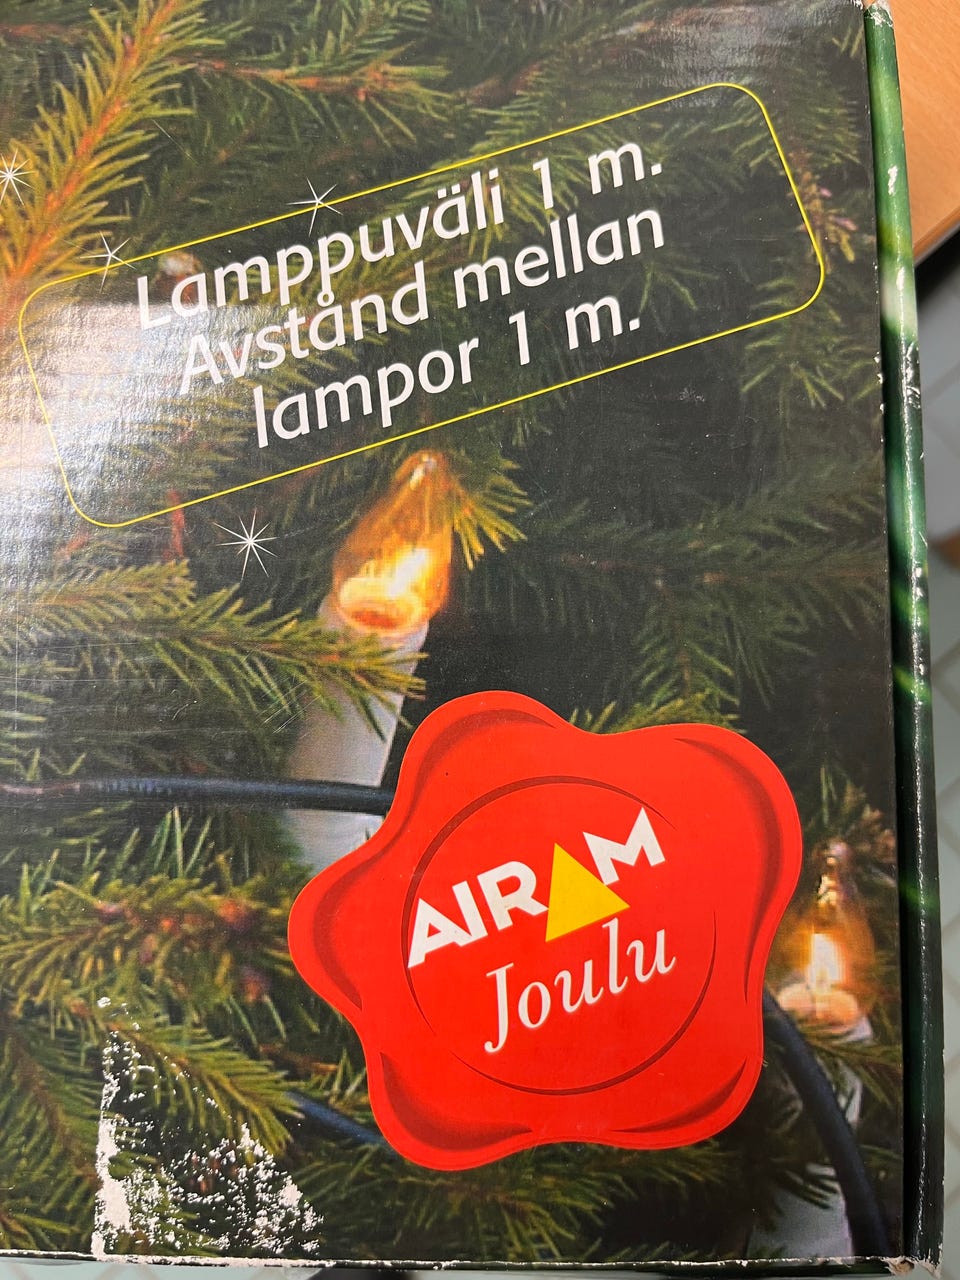 Lamppuväli 1 m.
Avstånd mellan
lampor 1 m.
AIRAM
Joulu